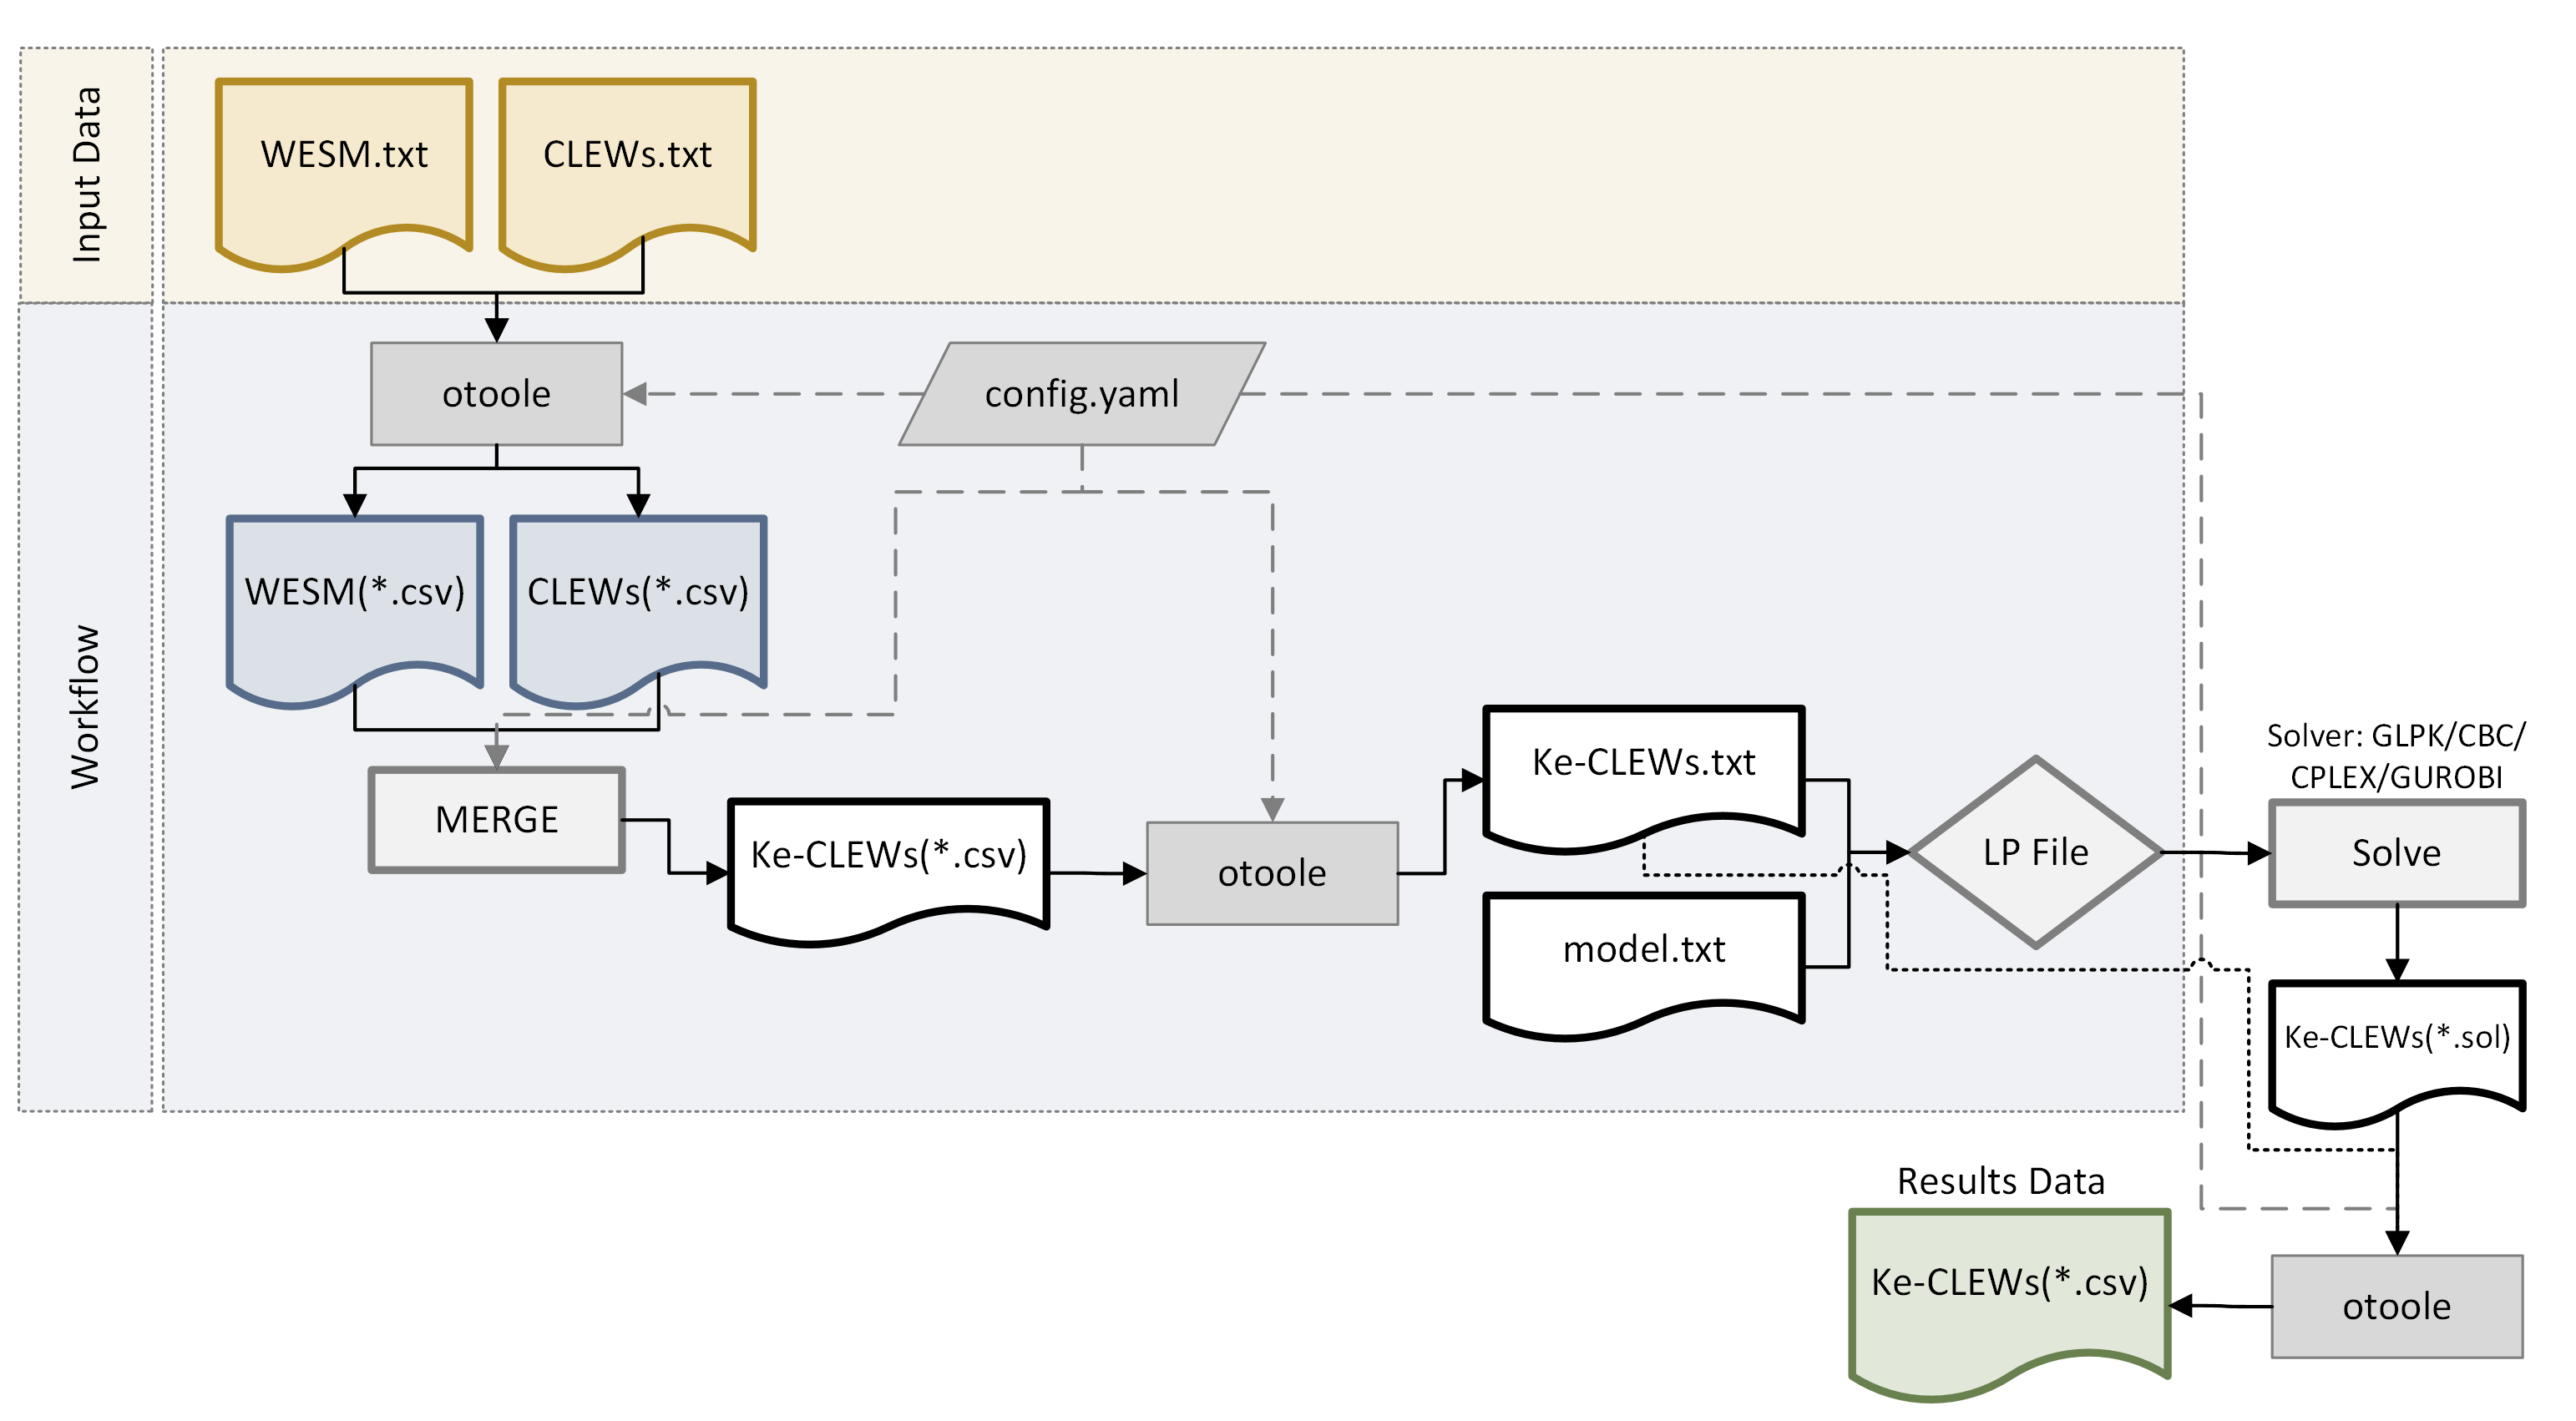 Input Data
WESM.txt
CLEWs.txt
Workflow
otoole
config.yaml
WESM(*.csv)
CLEWs(*.csv)
MERGE
Ke-CLEWs(*.csv)
otoole
Ke-CLEWs.txt
model.txt
LP File
Solver: GLPK/CBC/
CPLEX/GUROBI
Solve
Ke-CLEWs(*.sol)
otoole
Results Data
Ke-CLEWs(*.csv)